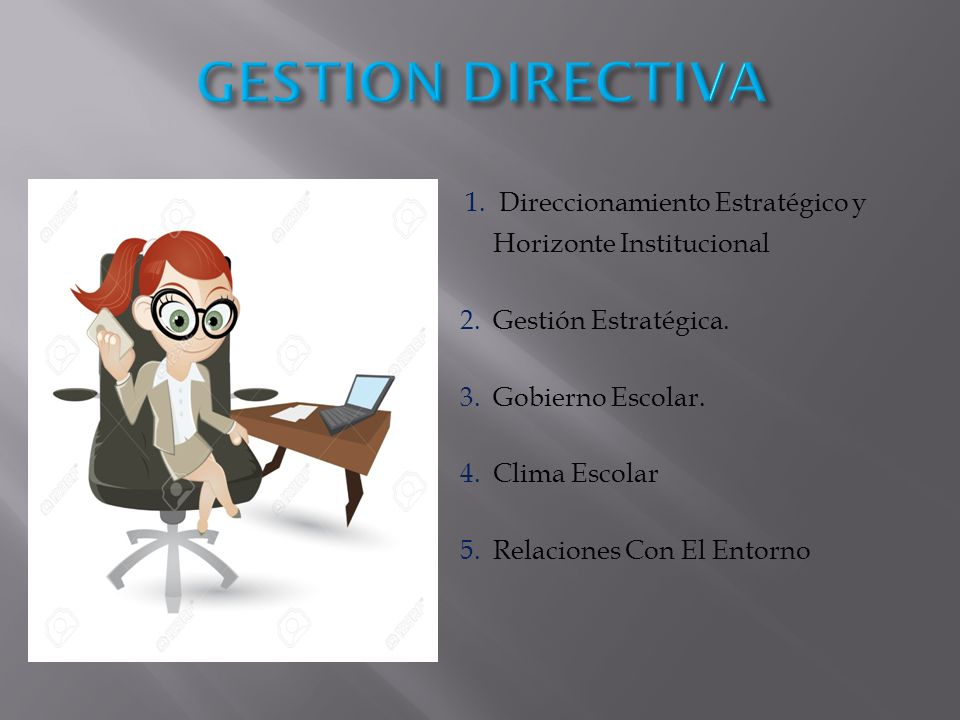 GESTION DIRECTIVA
1. Direccionamiento Estratégico y
Horizonte Institucional
2. Gestión Estratégica.
3. Gobierno Escolar.
4. Clima Escolar
5. Relaciones Con El Entorno